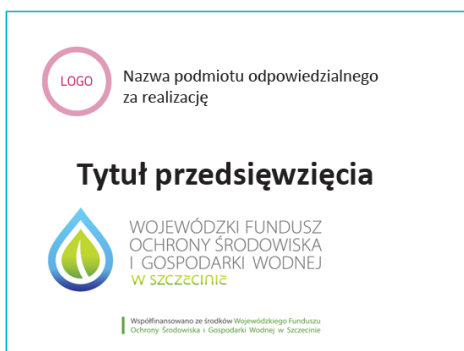 LOGO
Nazwa podmiotu odpowiedzialnego
za realizację
Tytuł przedsięwzięcia
WOJEWÓDZKI FUNDUSZ
OCHRONY ŚRODOWISKA
I GOSPODARKI WODNEJ
W SZCZECINIE
Współfinansowano ze środków Wojewódzkiego Funduszu
Ochrony Środowiska i Gospodarki Wodnej w Szczecinie